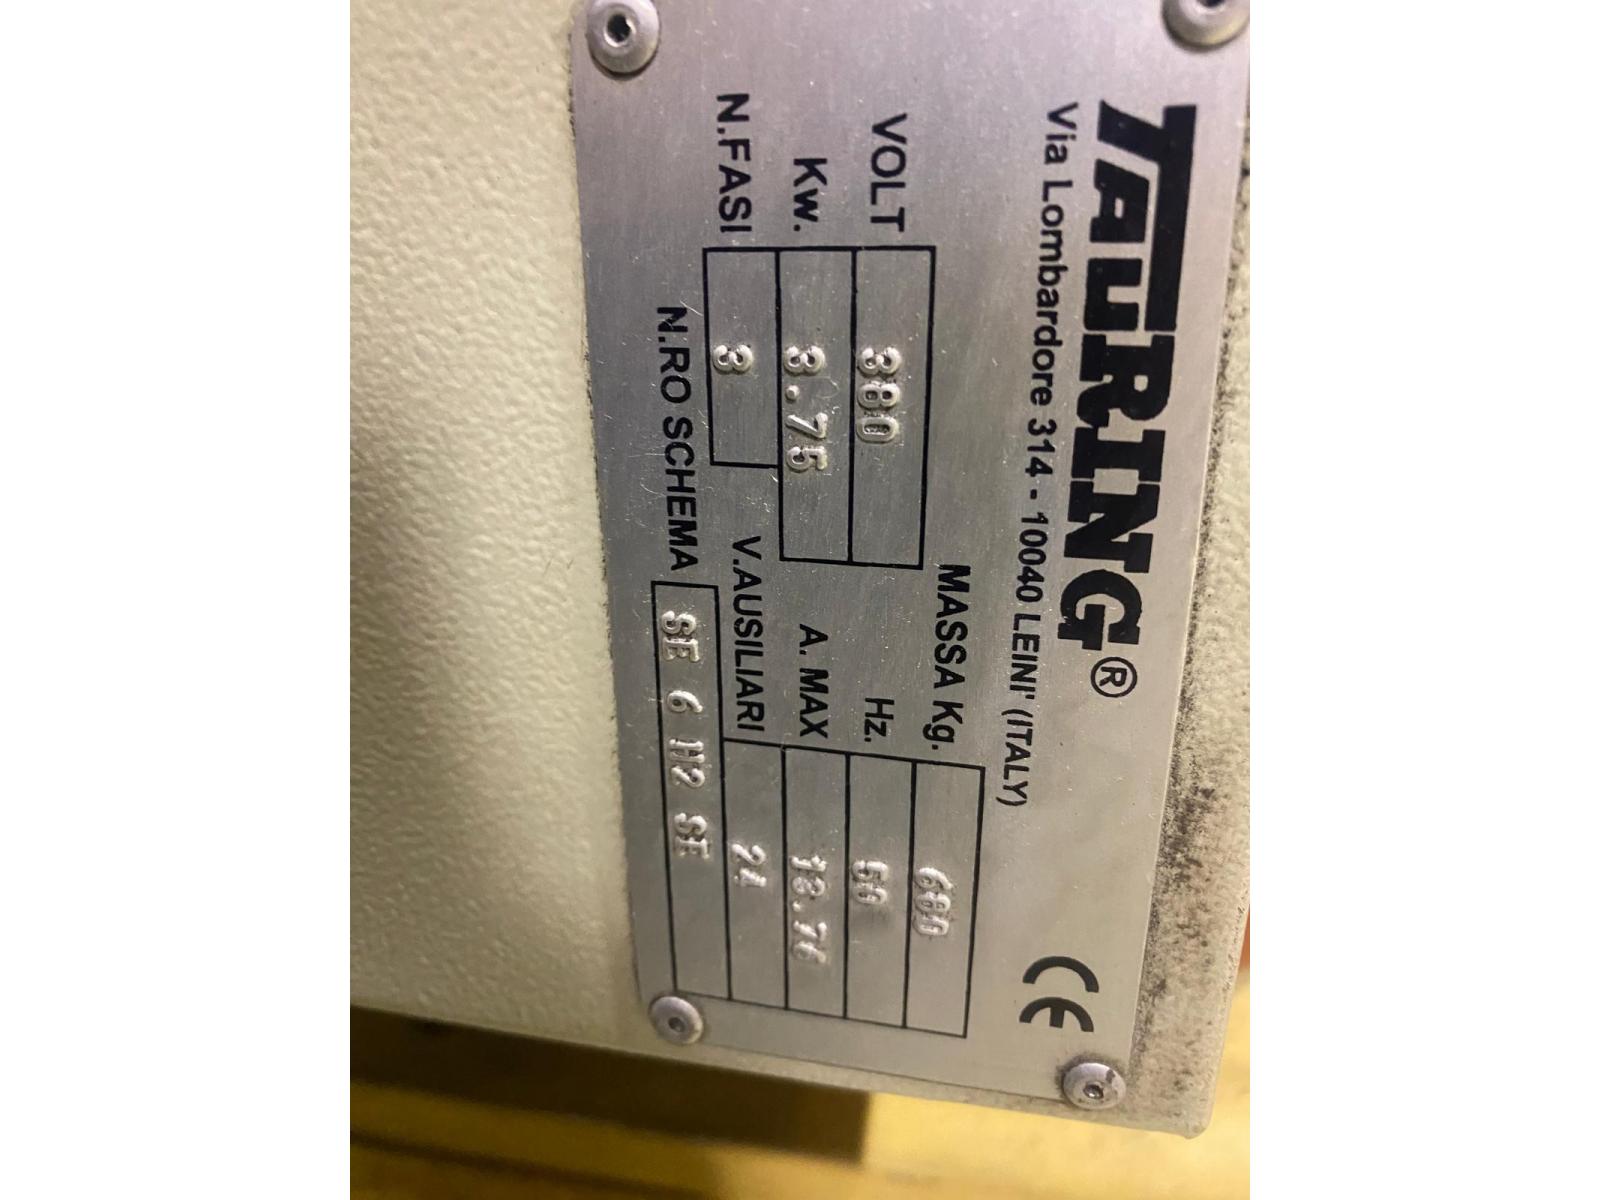 TAURING®
Via Lombardore 314 - 10040 LEINI' (ITALY)
CE
MASSA Kg. 680
VOLT 380 Hz. 50
Kw. 3.75 A. MAX
N.FASI 3 V.AUSILIARI 24
N.RO SCHEMA SE 6 H2 SE